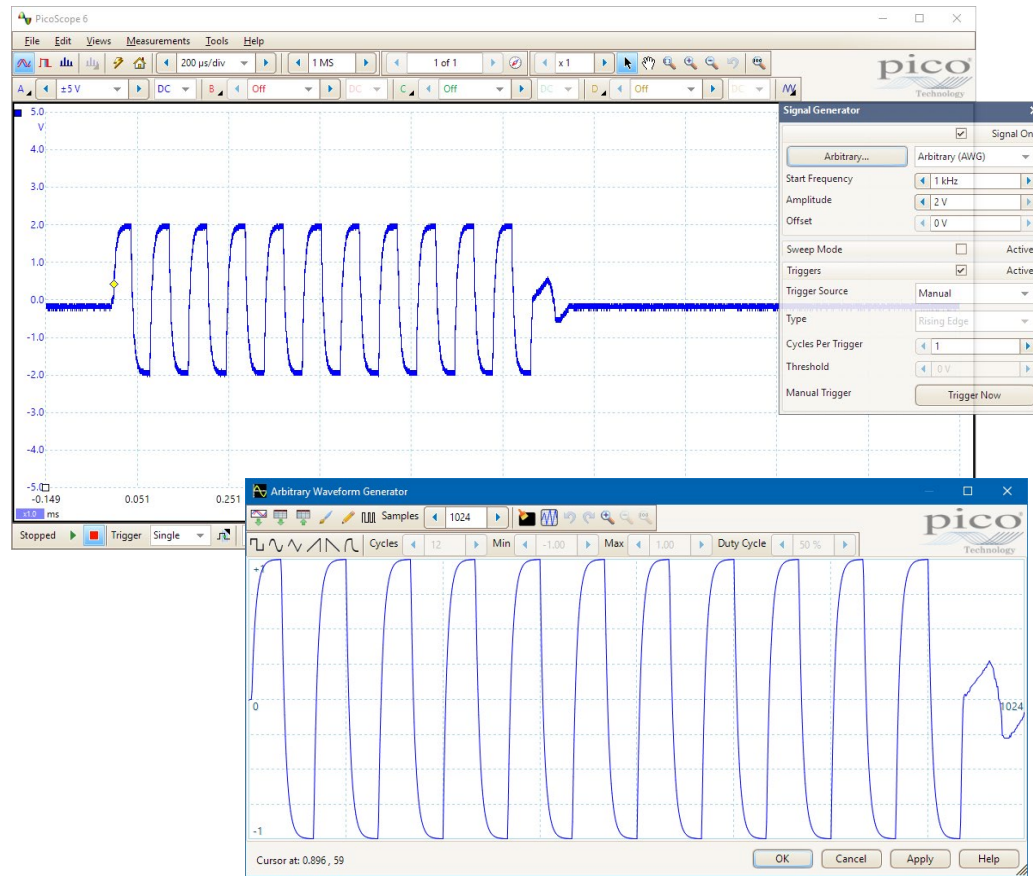 PicoScope 6
File Edit Views Measurements Tools Help
200 µs/div 1 MS 1 of 1 x 1
pico
Technology
A ±5 V DC B Off DC C Off DC D Off DC
Signal Generator
Signal On
Arbitrary... Arbitrary (AWG)
Start Frequency 1 kHz
Amplitude 2 V
Offset 0 V
Sweep Mode Active
Triggers Active
Trigger Source Manual
Type Rising Edge
Cycles Per Trigger 1
Threshold 0 V
Manual Trigger Trigger Now
5.0
V
4.0
3.0
2.0
1.0
0.0
-1.0
-2.0
-3.0
-4.0
-5.0
-0.149 0.051 0.251
x1.0 ms
Stopped Trigger Single
Arbitrary Waveform Generator
Samples 1024
pico
Technology
Cycles 12 Min -1.00 Max 1.00 Duty Cycle 50 %
+1
0 1024
-1
Cursor at: 0.896 , 59
OK Cancel Apply Help